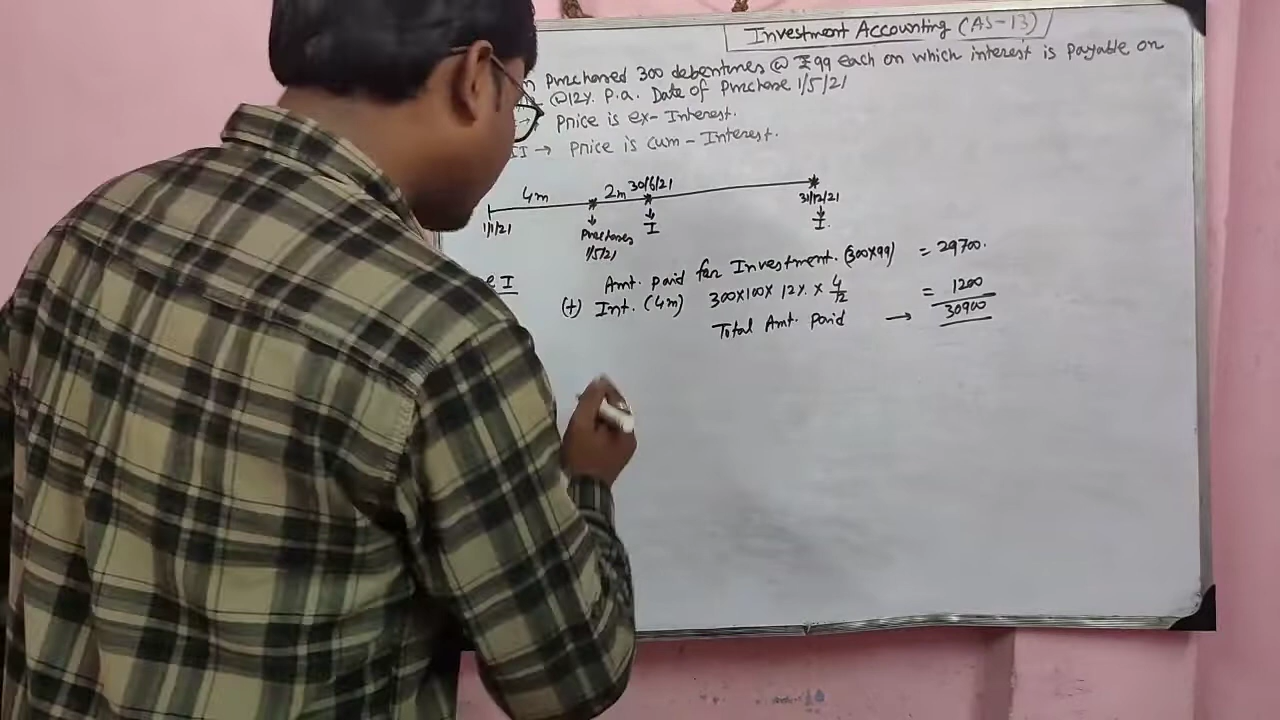 Investment Accounting (AS-13)
Purchased 300 debentures @ ₹99 each on which interest is payable on
@12% P.a. Date of Purchase 1/5/21
→ Price is ex-Interest.
II → Price is cum-Interest.
4m 2m 30/6/21
1/1/21 Purchases 1/5/21 I 31/12/21 I
e I Amt. paid for Investment. (300×99) = 29700.
(+) Int. (4m) 300×100× 12% × 4/12 = 1200
Total Amt. Paid → 30900